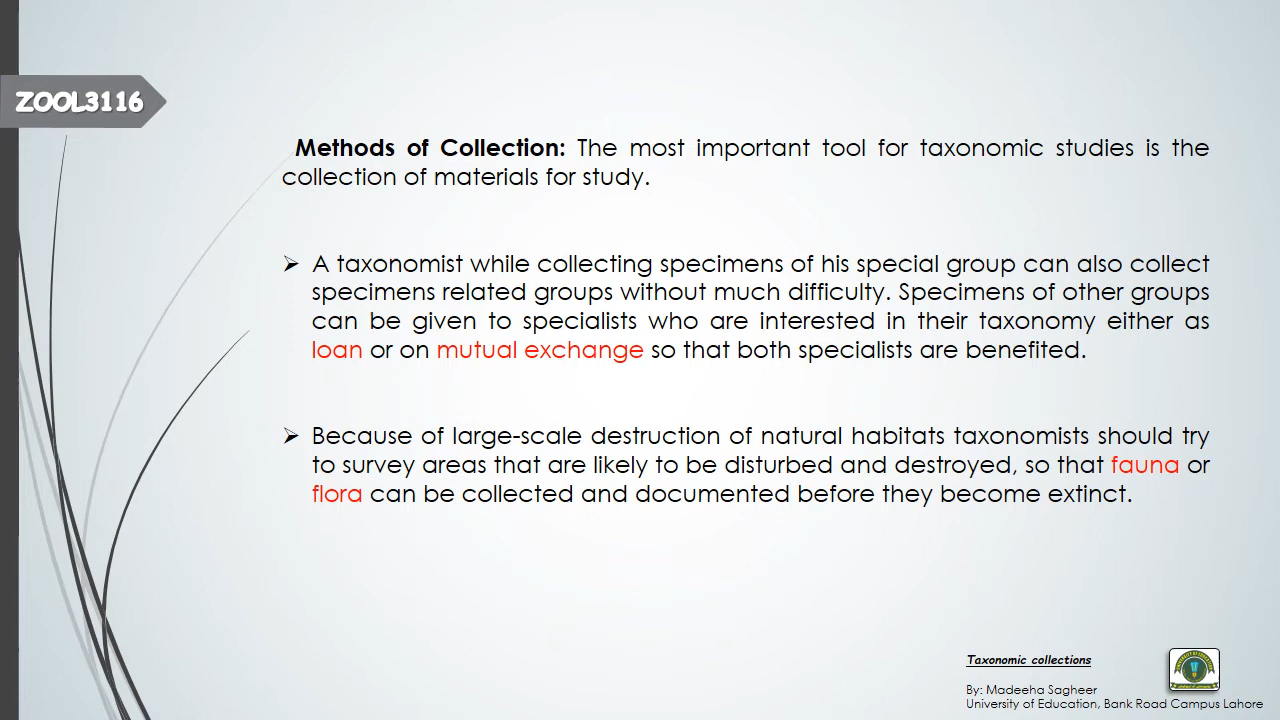 ZOOL3116
Methods of Collection: The most important tool for taxonomic studies is the
collection of materials for study.
➢ A taxonomist while collecting specimens of his special group can also collect
specimens related groups without much difficulty. Specimens of other groups
can be given to specialists who are interested in their taxonomy either as
loan or on mutual exchange so that both specialists are benefited.
➢ Because of large-scale destruction of natural habitats taxonomists should try
to survey areas that are likely to be disturbed and destroyed, so that fauna or
flora can be collected and documented before they become extinct.
Taxonomic collections
By: Madeeha Sagheer
University of Education, Bank Road Campus Lahore